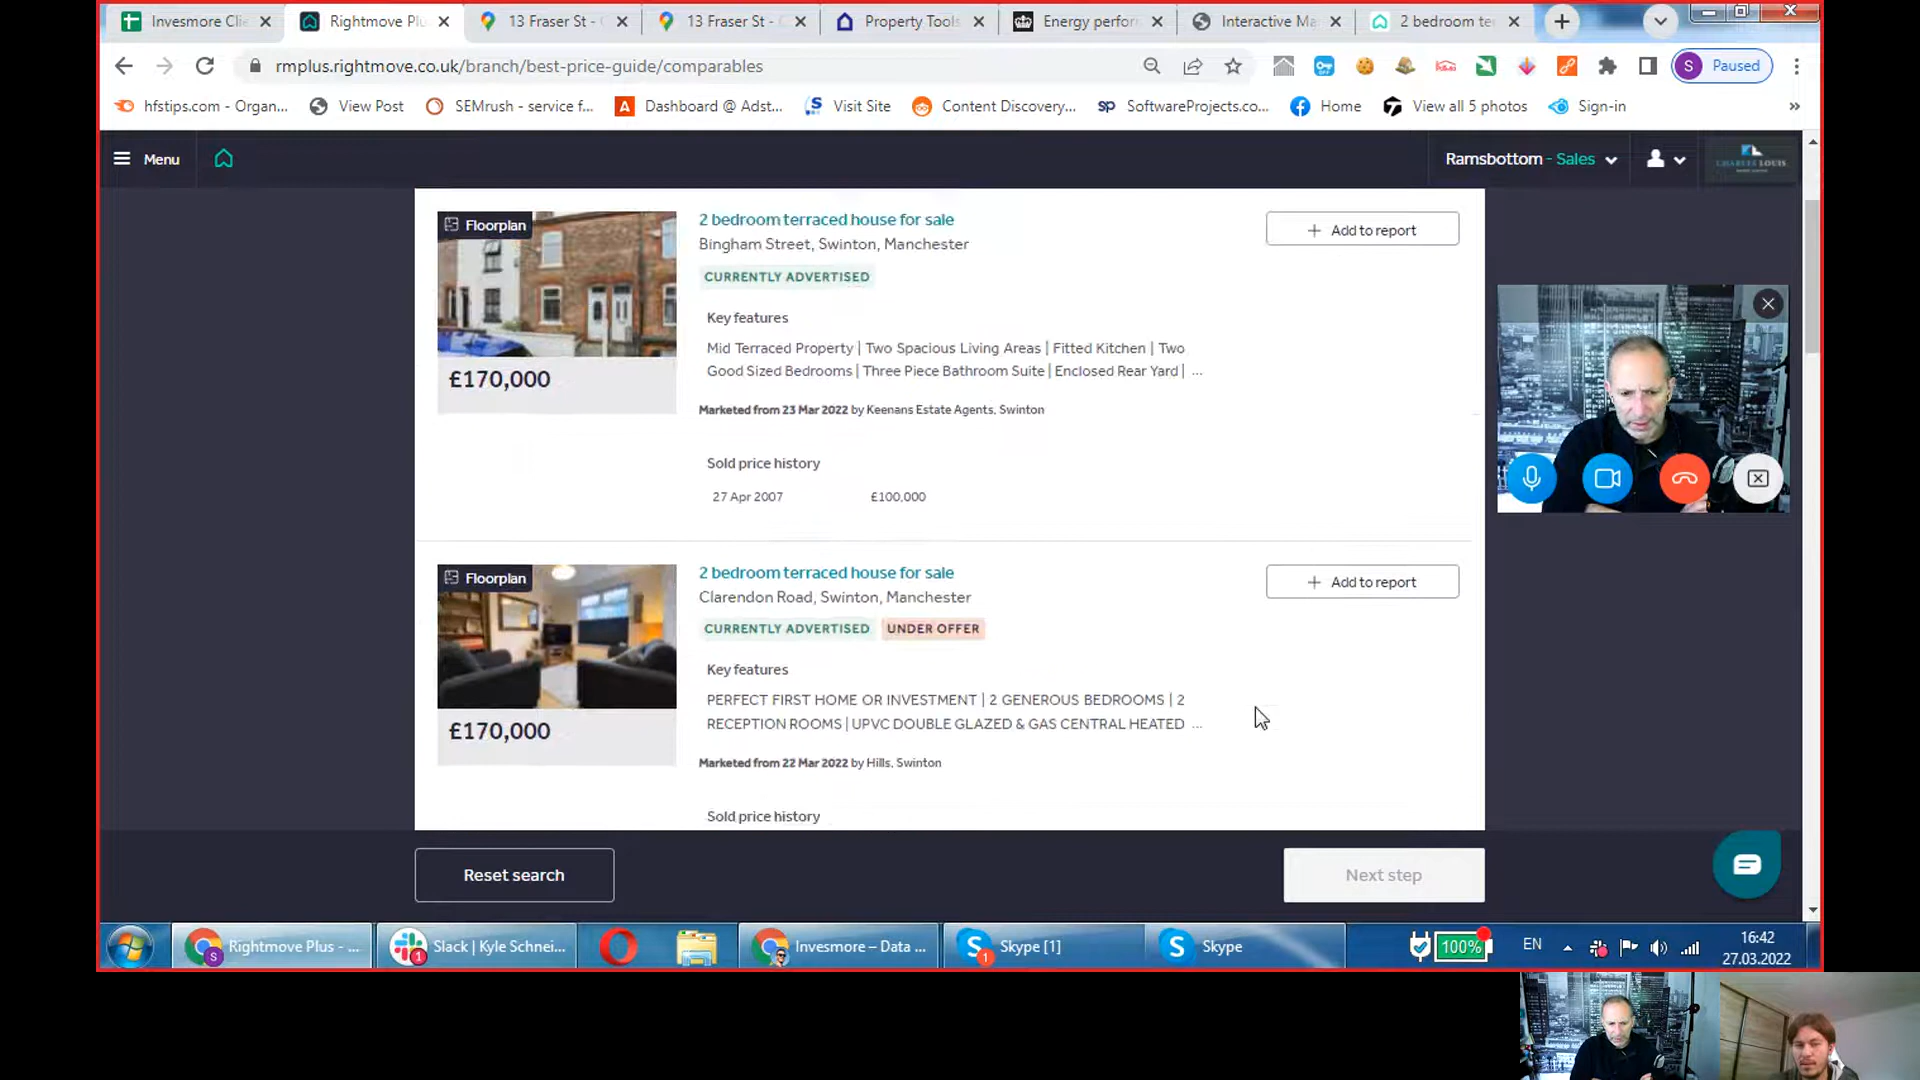 Invesmore Clie
Rightmove Plu
13 Fraser St -
13 Fraser St -
Property Tools
Energy perfor
Interactive Ma
2 bedroom te
rmplus.rightmove.co.uk/branch/best-price-guide/comparables
S Paused
hfstips.com - Organ...
View Post
SEMrush - service f...
Dashboard @ Adst...
Visit Site
Content Discovery...
sp SoftwareProjects.co...
Home
View all 5 photos
Sign-in
»
Menu
Ramsbottom - Sales
CHARLES LOUIS
Floorplan
2 bedroom terraced house for sale
+ Add to report
Bingham Street, Swinton, Manchester
CURRENTLY ADVERTISED
Key features
Mid Terraced Property | Two Spacious Living Areas | Fitted Kitchen | Two
Good Sized Bedrooms | Three Piece Bathroom Suite | Enclosed Rear Yard | ...
£170,000
Marketed from 23 Mar 2022 by Keenans Estate Agents, Swinton
Sold price history
27 Apr 2007 £100,000
Floorplan
2 bedroom terraced house for sale
+ Add to report
Clarendon Road, Swinton, Manchester
CURRENTLY ADVERTISED UNDER OFFER
Key features
PERFECT FIRST HOME OR INVESTMENT | 2 GENEROUS BEDROOMS | 2
RECEPTION ROOMS | UPVC DOUBLE GLAZED & GAS CENTRAL HEATED ...
£170,000
Marketed from 22 Mar 2022 by Hills, Swinton
Sold price history
Reset search
Next step
Rightmove Plus - ...
Slack | Kyle Schnei...
Invesmore – Data ...
Skype [1]
Skype
100%
EN
16:42
27.03.2022